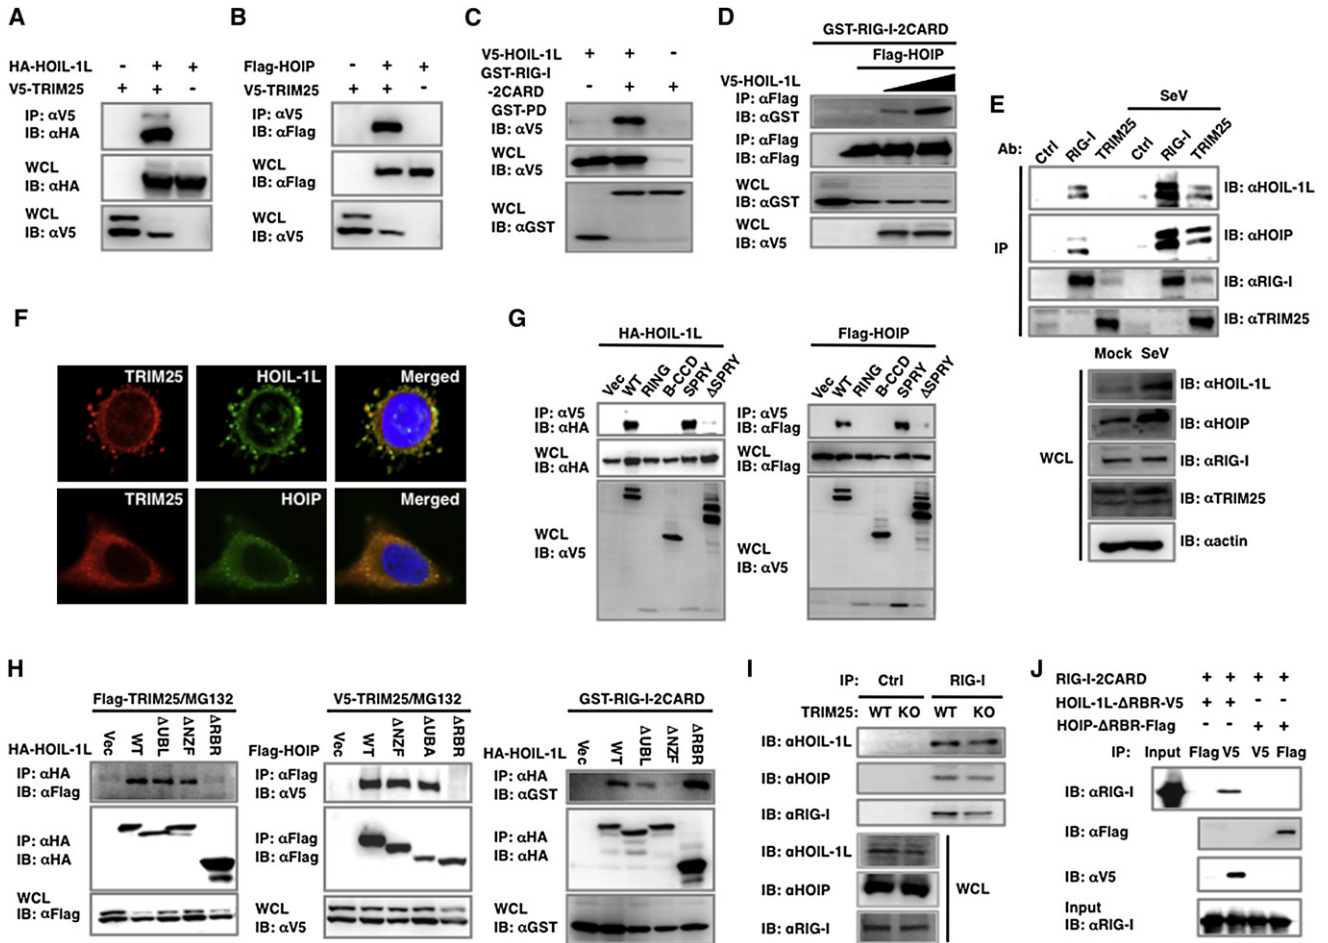 A
HA-HOIL-1L - + +
V5-TRIM25 + + -
IP: αV5
IB: αHA
WCL
IB: αHA
WCL
IB: αV5
B
Flag-HOIP - + +
V5-TRIM25 + + -
IP: αV5
IB: αFlag
WCL
IB: αFlag
WCL
IB: αV5
C
V5-HOIL-1L + + -
GST-RIG-I
-2CARD - + +
GST-PD
IB: αV5
WCL
IB: αV5
WCL
IB: αGST
D
GST-RIG-I-2CARD
Flag-HOIP
V5-HOIL-1L
IP: αFlag
IB: αGST
IP: αFlag
IB: αFlag
WCL
IB: αGST
WCL
IB: αV5
E
SeV
Ab: Ctrl RIG-I TRIM25 Ctrl RIG-I TRIM25
IP
IB: αHOIL-1L
IB: αHOIP
IB: αRIG-I
IB: αTRIM25
Mock SeV
WCL
IB: αHOIL-1L
IB: αHOIP
IB: αRIG-I
IB: αTRIM25
IB: αactin
F
TRIM25 HOIL-1L Merged
TRIM25 HOIP Merged
G
HA-HOIL-1L
Vec WT RING B-CCD SPRY ΔSPRY
IP: αV5
IB: αHA
WCL
IB: αHA
WCL
IB: αV5
Flag-HOIP
Vec WT RING B-CCD SPRY ΔSPRY
IP: αV5
IB: αFlag
WCL
IB: αFlag
WCL
IB: αV5
H
Flag-TRIM25/MG132
HA-HOIL-1L Vec WT ΔUBL ΔNZF ΔRBR
IP: αHA
IB: αFlag
IP: αHA
IB: αHA
WCL
IB: αFlag
V5-TRIM25/MG132
Flag-HOIP Vec WT ΔNZF ΔUBA ΔRBR
IP: αFlag
IB: αV5
IP: αFlag
IB: αFlag
WCL
IB: αV5
GST-RIG-I-2CARD
HA-HOIL-1L Vec WT ΔUBL ΔNZF ΔRBR
IP: αHA
IB: αGST
IP: αHA
IB: αHA
WCL
IB: αGST
I
IP: Ctrl RIG-I
TRIM25: WT KO WT KO
IB: αHOIL-1L
IB: αHOIP
IB: αRIG-I
IB: αHOIL-1L
IB: αHOIP
IB: αRIG-I
WCL
J
RIG-I-2CARD + + + +
HOIL-1L-ΔRBR-V5 + + - -
HOIP-ΔRBR-Flag - - + +
IP: Input Flag V5 V5 Flag
IB: αRIG-I
IB: αFlag
IB: αV5
Input
IB: αRIG-I